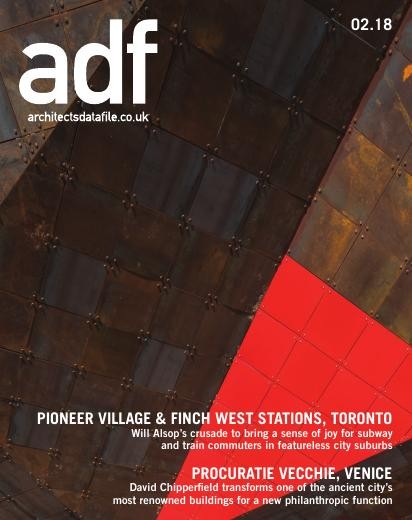 02.18
adf
architectsdatafile.co.uk
PIONEER VILLAGE & FINCH WEST STATIONS, TORONTO
Will Alsop's crusade to bring a sense of joy for subway
and train commuters in featureless city suburbs
PROCURATIE VECCHIE, VENICE
David Chipperfield transforms one of the ancient city's
most renowned buildings for a new philanthropic function